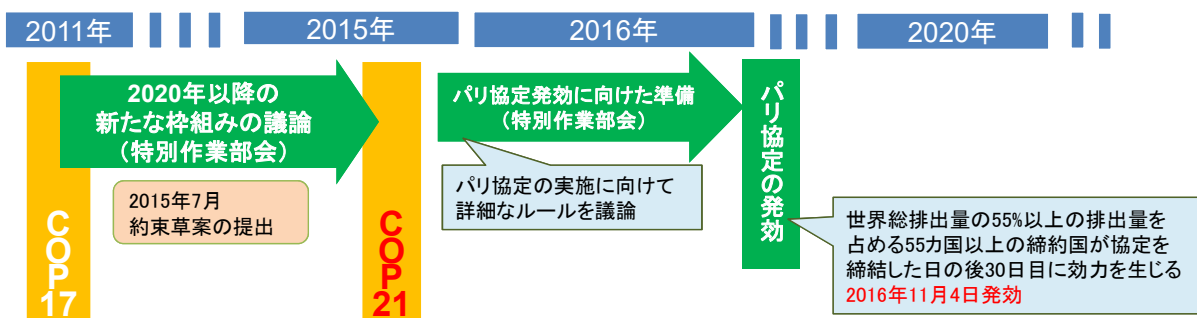 2011年
2015年
2016年
2020年
COP17
2020年以降の
新たな枠組みの議論
（特別作業部会）
2015年7月
約束草案の提出
COP21
パリ協定発効に向けた準備
（特別作業部会）
パリ協定の実施に向けて
詳細なルールを議論
パリ協定の発効
世界総排出量の55%以上の排出量を
占める55カ国以上の締約国が協定を
締結した日の後30日目に効力を生じる
2016年11月4日発効